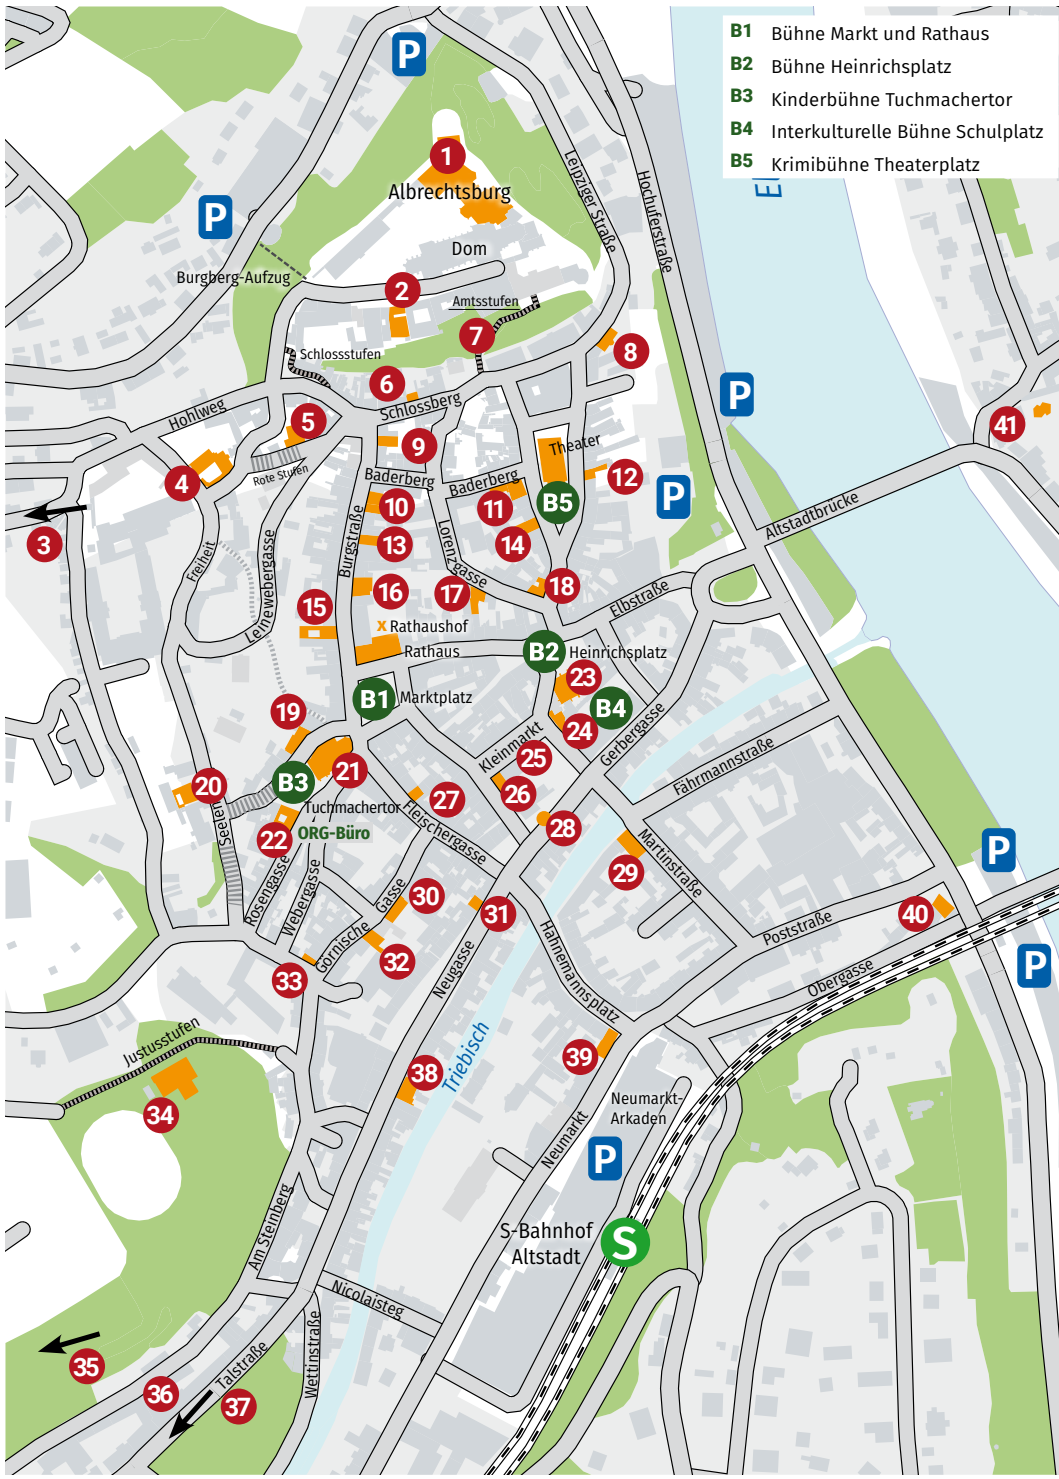 B1 Bühne Markt und Rathaus
B2 Bühne Heinrichsplatz
B3 Kinderbühne Tuchmachertor
B4 Interkulturelle Bühne Schulplatz
B5 Krimibühne Theaterplatz
P
1
Albrechtsburg
Leipziger Straße
Hochuferstraße
P
Dom
Burgberg-Aufzug
2
Amtsstufen
7
8
Schlossstufen
6
Schlossberg
P
Hohlweg
5
9
Theater
41
Rote Stufen
4
Baderberg
Baderberg
12
P
10
11
B5
Altstadtbrücke
3
Burgstraße
13
Lorenzgasse
14
Freiheit
Leinewebergasse
16
17
18
Elbstraße
15
x Rathaushof
Rathaus
B2
Heinrichsplatz
23
B1
Marktplatz
B4
19
24
Gerbergasse
Kleinmarkt
25
21
B3
20
26
Fährmannstraße
Tuchmachertor
27
Fleischergasse
28
22
ORG-Büro
Martinstraße
29
P
Rosengasse
Webergasse
30
Gasse
Görnische
31
40
Poststraße
32
33
Neugasse
Hahnemannsplatz
Obergasse
P
Justusstufen
Triebisch
39
38
34
Neumarkt-
Arkaden
Neumarkt
P
Am Steinberg
S-Bahnhof
Altstadt
S
Nicolaisteg
35
Talstraße
Wettinstraße
36
37